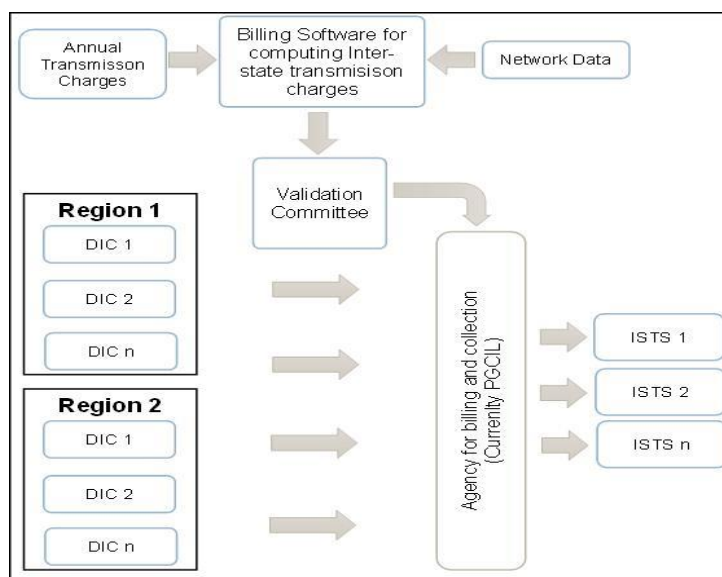 Annual
Transmisson
Charges
Billing Software for
computing Inter-
state transmisison
charges
Network Data
Validation
Committee
Region 1
DIC 1
DIC 2
DIC n
Region 2
DIC 1
DIC 2
DIC n
Agency for billing and collection
(Currenlty PGCIL)
ISTS 1
ISTS 2
ISTS n